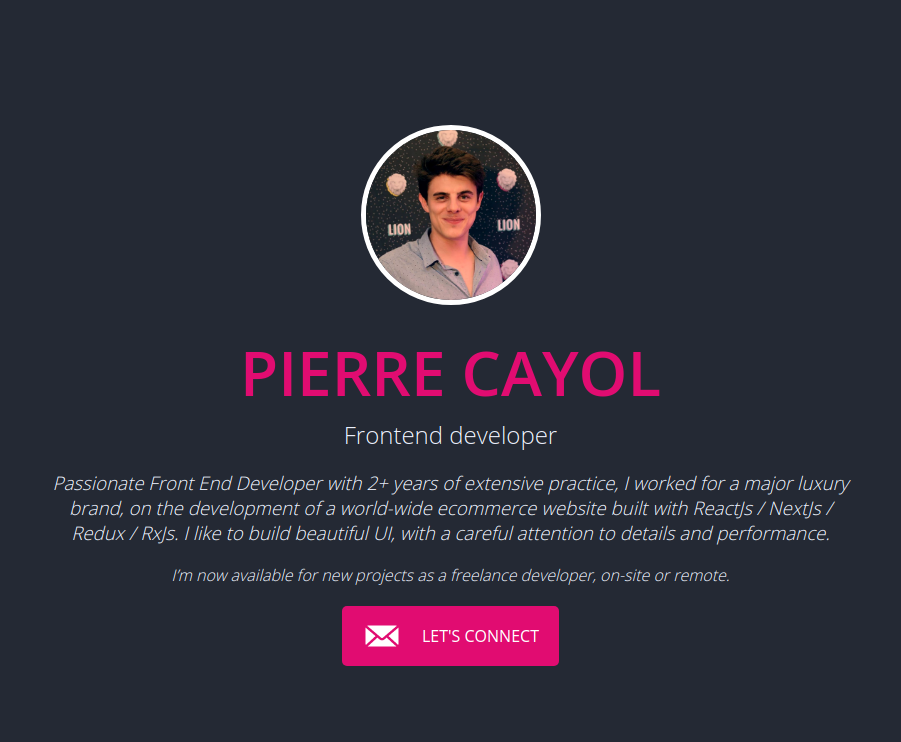 LION
LION
PIERRE CAYOL
Frontend developer
Passionate Front End Developer with 2+ years of extensive practice, I worked for a major luxury
brand, on the development of a world-wide ecommerce website built with ReactJs / NextJs /
Redux / RxJs. I like to build beautiful UI, with a careful attention to details and performance.
I'm now available for new projects as a freelance developer, on-site or remote.
LET'S CONNECT